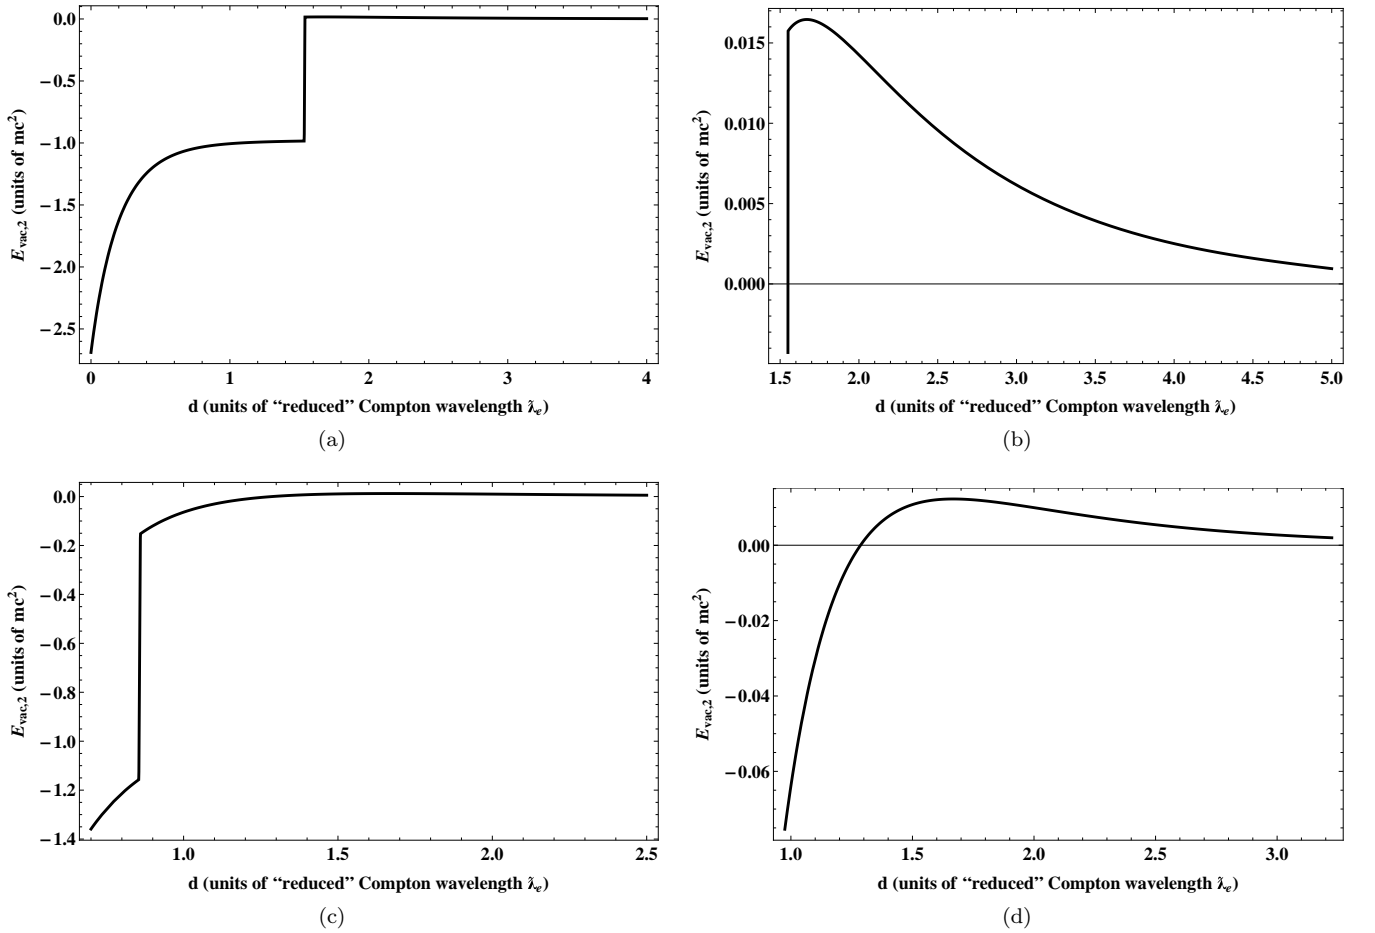 0.0
−0.5
−1.0
−1.5
−2.0
−2.5
E_vac,2 (units of mc²)
0 1 2 3 4
d (units of “reduced” Compton wavelength ƛ_e)
(a)
0.015
0.010
0.005
0.000
E_vac,2 (units of mc²)
1.5 2.0 2.5 3.0 3.5 4.0 4.5 5.0
d (units of “reduced” Compton wavelength ƛ_e)
(b)
0.0
−0.2
−0.4
−0.6
−0.8
−1.0
−1.2
−1.4
E_vac,2 (units of mc²)
1.0 1.5 2.0 2.5
d (units of “reduced” Compton wavelength ƛ_e)
(c)
0.00
−0.02
−0.04
−0.06
E_vac,2 (units of mc²)
1.0 1.5 2.0 2.5 3.0
d (units of “reduced” Compton wavelength ƛ_e)
(d)